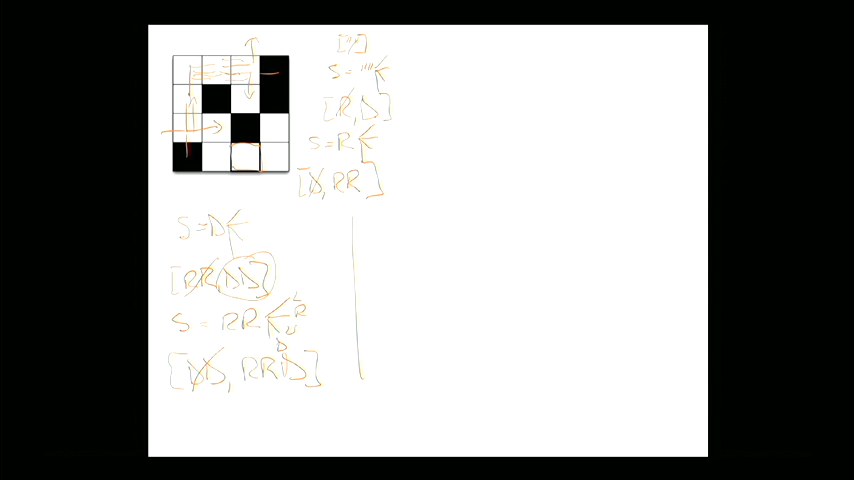 [""]
S = ""
[R, D]
S = R
[D, RR]
S = D
[RR, DD]
S = RR
L
R
U
D
[DD, RRD]